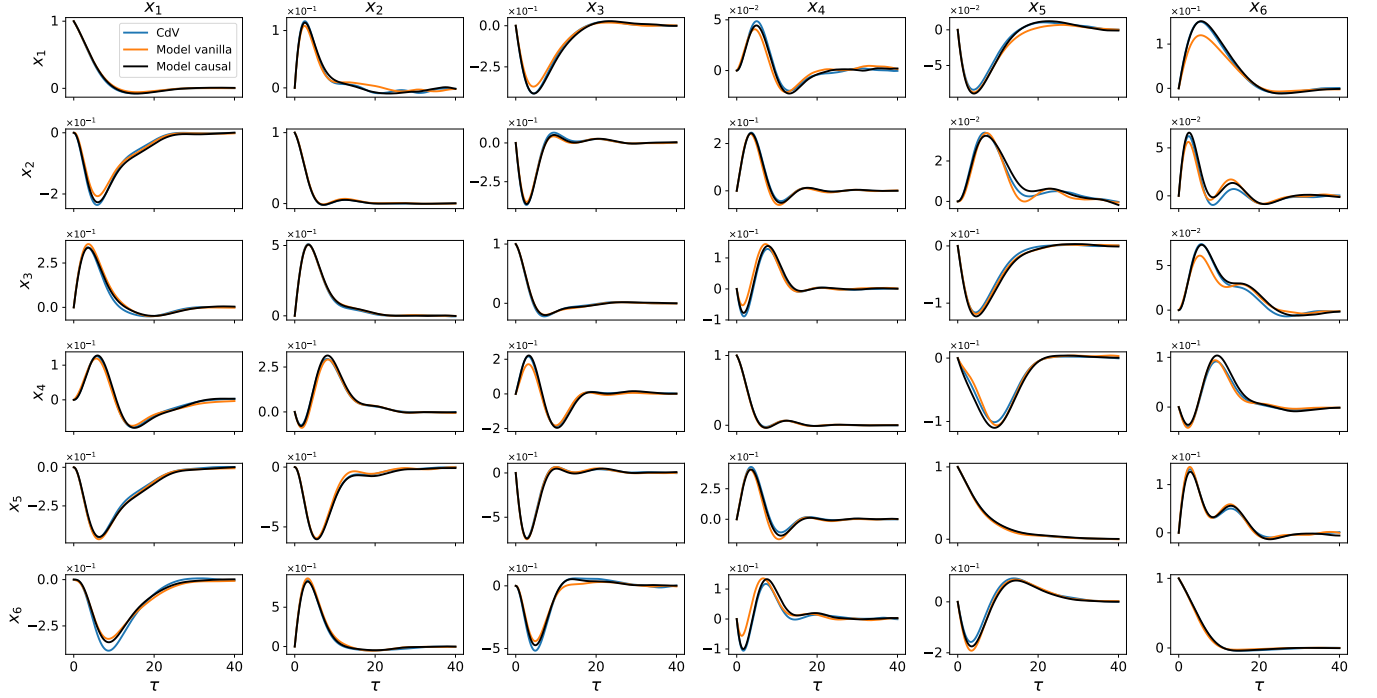 x1 x2 x3 x4 x5 x6
×10−1 ×10−1 ×10−2 ×10−2 ×10−1
x1 1 0 1 0 0.0 −2.5 5 0 0 −5 1 0
CdV
Model vanilla
Model causal
×10−1 ×10−1 ×10−1 ×10−2 ×10−2
x2 0 −2 1 0 0.0 −2.5 2 0 2 0 5 0
×10−1 ×10−1 ×10−1 ×10−1 ×10−2
x3 2.5 0.0 5 0 1 0 1 0 −1 0 −1 5 0
×10−1 ×10−1 ×10−1 ×10−1 ×10−1
x4 1 0 2.5 0.0 2 0 −2 1 0 0 −1 1 0
×10−1 ×10−1 ×10−1 ×10−1 ×10−1
x5 0.0 −2.5 0 −5 0 −5 2.5 0.0 1 0 1 0
×10−1 ×10−1 ×10−1 ×10−1 ×10−1
x6 0.0 −2.5 5 0 0 −5 1 0 −1 0 −2 1 0
0 20 40 0 20 40 0 20 40 0 20 40 0 20 40 0 20 40
τ τ τ τ τ τ